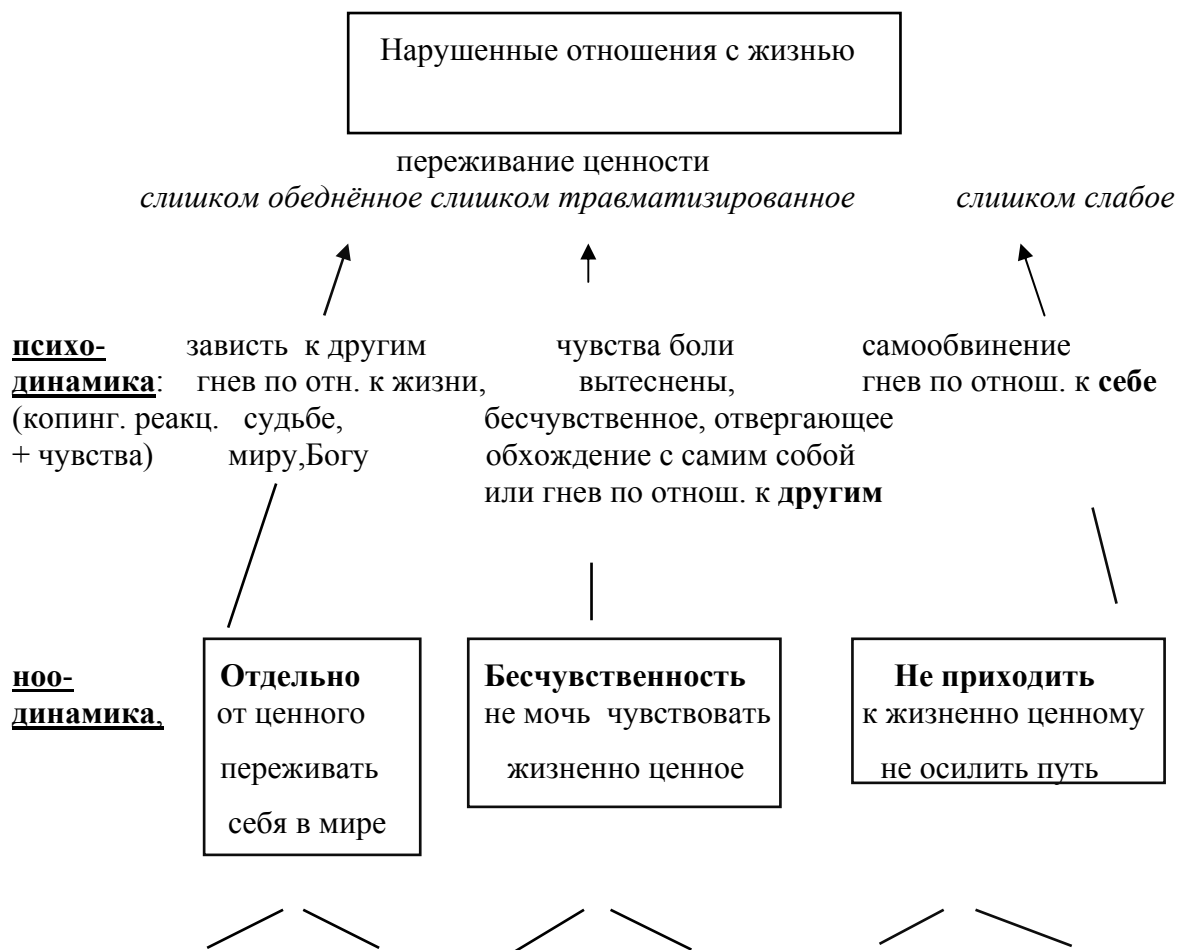 Нарушенные отношения с жизнью
переживание ценности
слишком обеднённое слишком травматизированное слишком слабое
психо- зависть к другим чувства боли самообвинение
динамика: гнев по отн. к жизни, вытеснены, гнев по отнош. к себе
(копинг. реакц. судьбе, бесчувственное, отвергающее
+ чувства) миру,Богу обхождение с самим собой
или гнев по отнош. к другим
ноо- Отдельно Бесчувственность Не приходить
динамика, от ценного не мочь чувствовать к жизненно ценному
переживать жизненно ценное не осилить путь
себя в мире